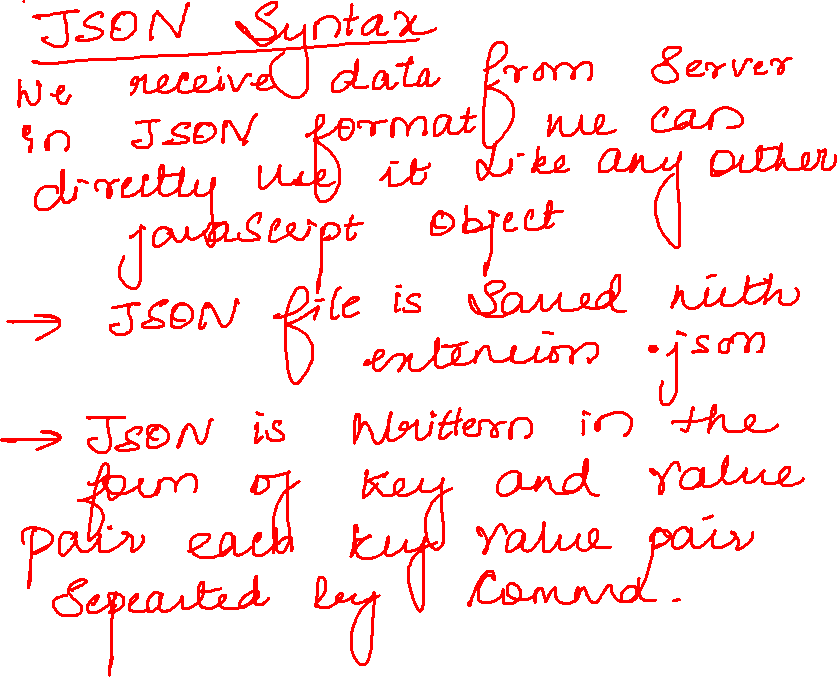 JSON Syntax
We receive data from Server
in JSON format we can
directly use it like any other
javascript object
→ JSON file is saved with
extension .json
→ JSON is Writtern in the
form of key and value
pair each key value pair
Sepearted by Comma.